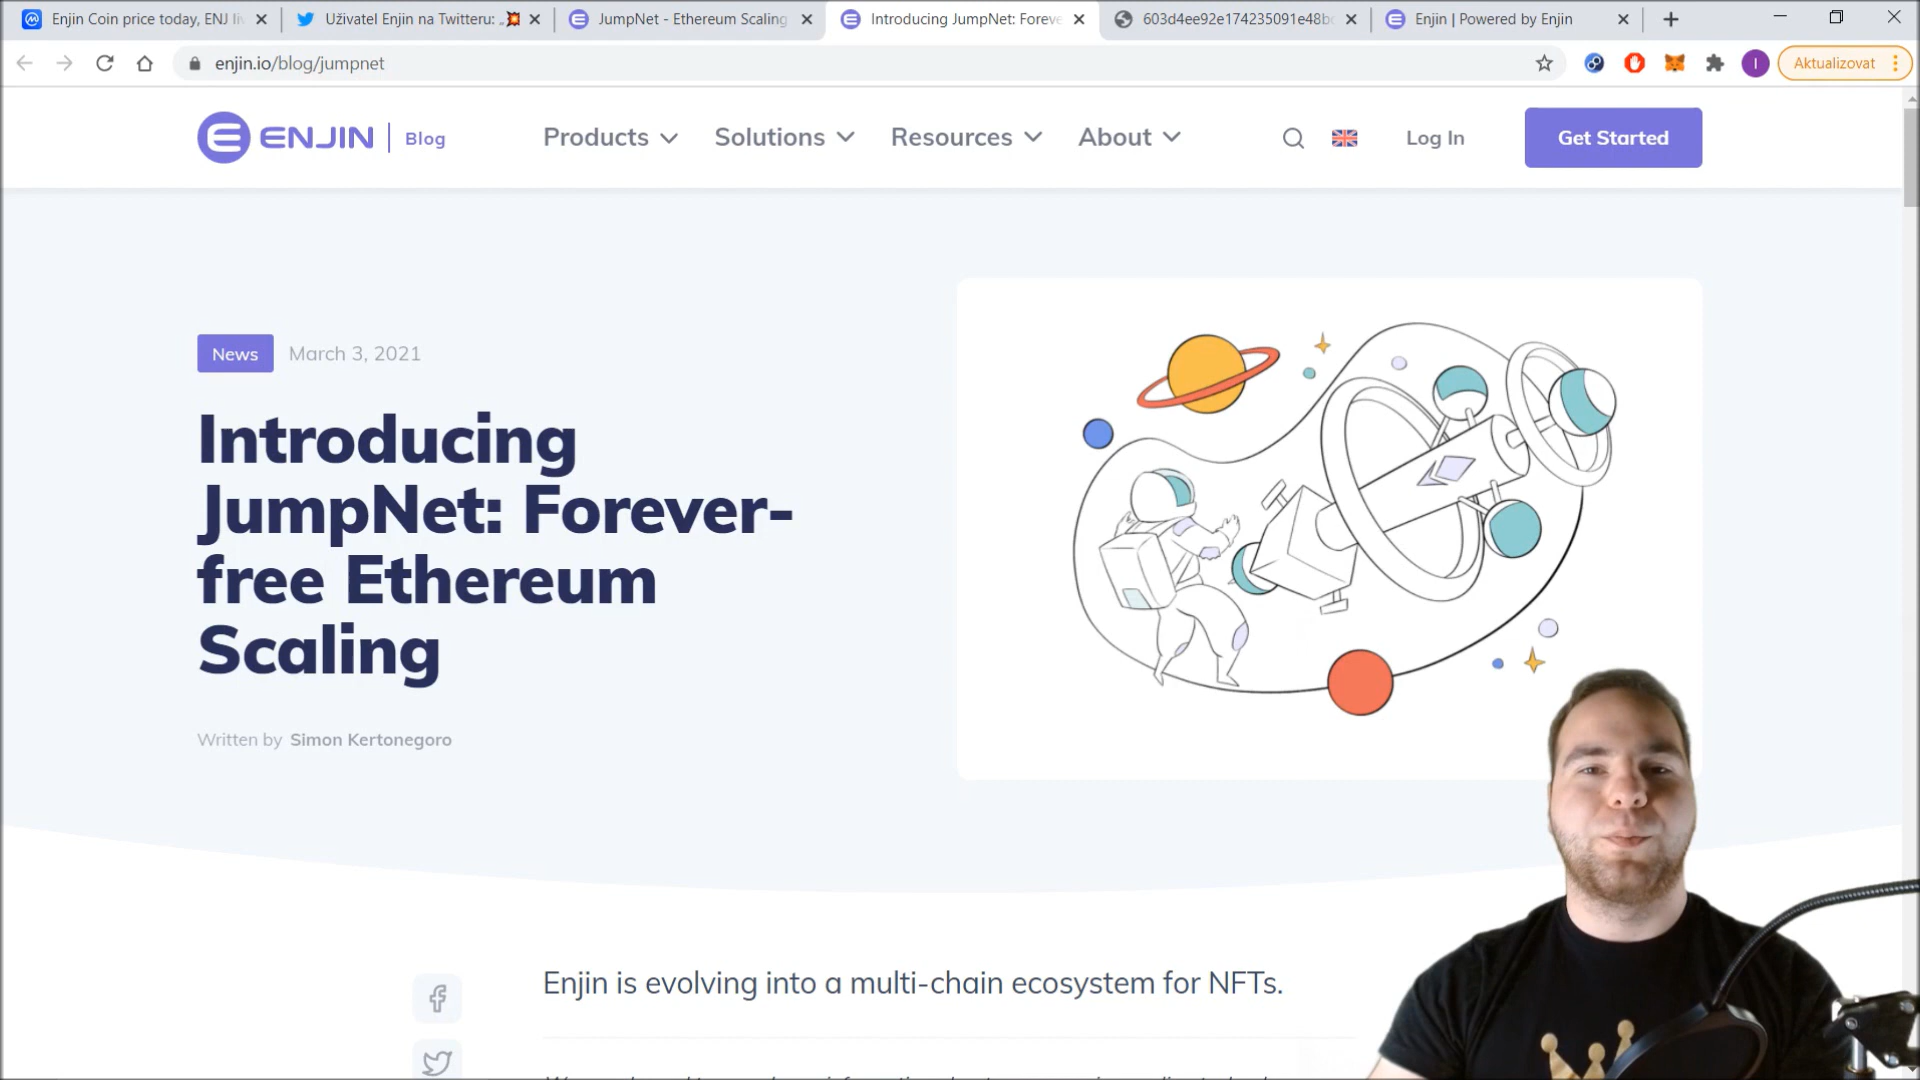 Enjin Coin price today, ENJ li
Uživatel Enjin na Twitteru: „
JumpNet - Ethereum Scaling
Introducing JumpNet: Foreve
603d4ee92e174235091e48b
Enjin | Powered by Enjin
enjin.io/blog/jumpnet
I
Aktualizovat
ENJIN
Blog
Products
Solutions
Resources
About
Log In
Get Started
News
March 3, 2021
Introducing
JumpNet: Forever-
free Ethereum
Scaling
Written by Simon Kertonegoro
Enjin is evolving into a multi-chain ecosystem for NFTs.